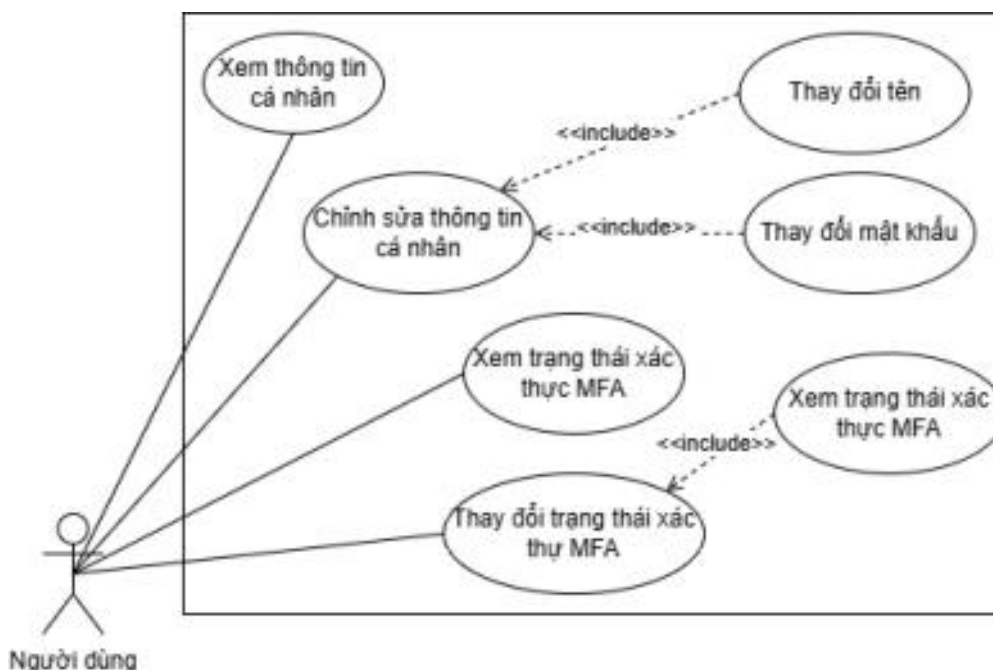 Xem thông tin
cá nhân
Thay đổi tên
<<include>>
Chỉnh sửa thông tin
cá nhân
<<include>>
Thay đổi mật khẩu
Xem trạng thái xác
thực MFA
Xem trạng thái xác
thực MFA
<<include>>
Thay đổi trạng thái xác
thự MFA
Người dùng